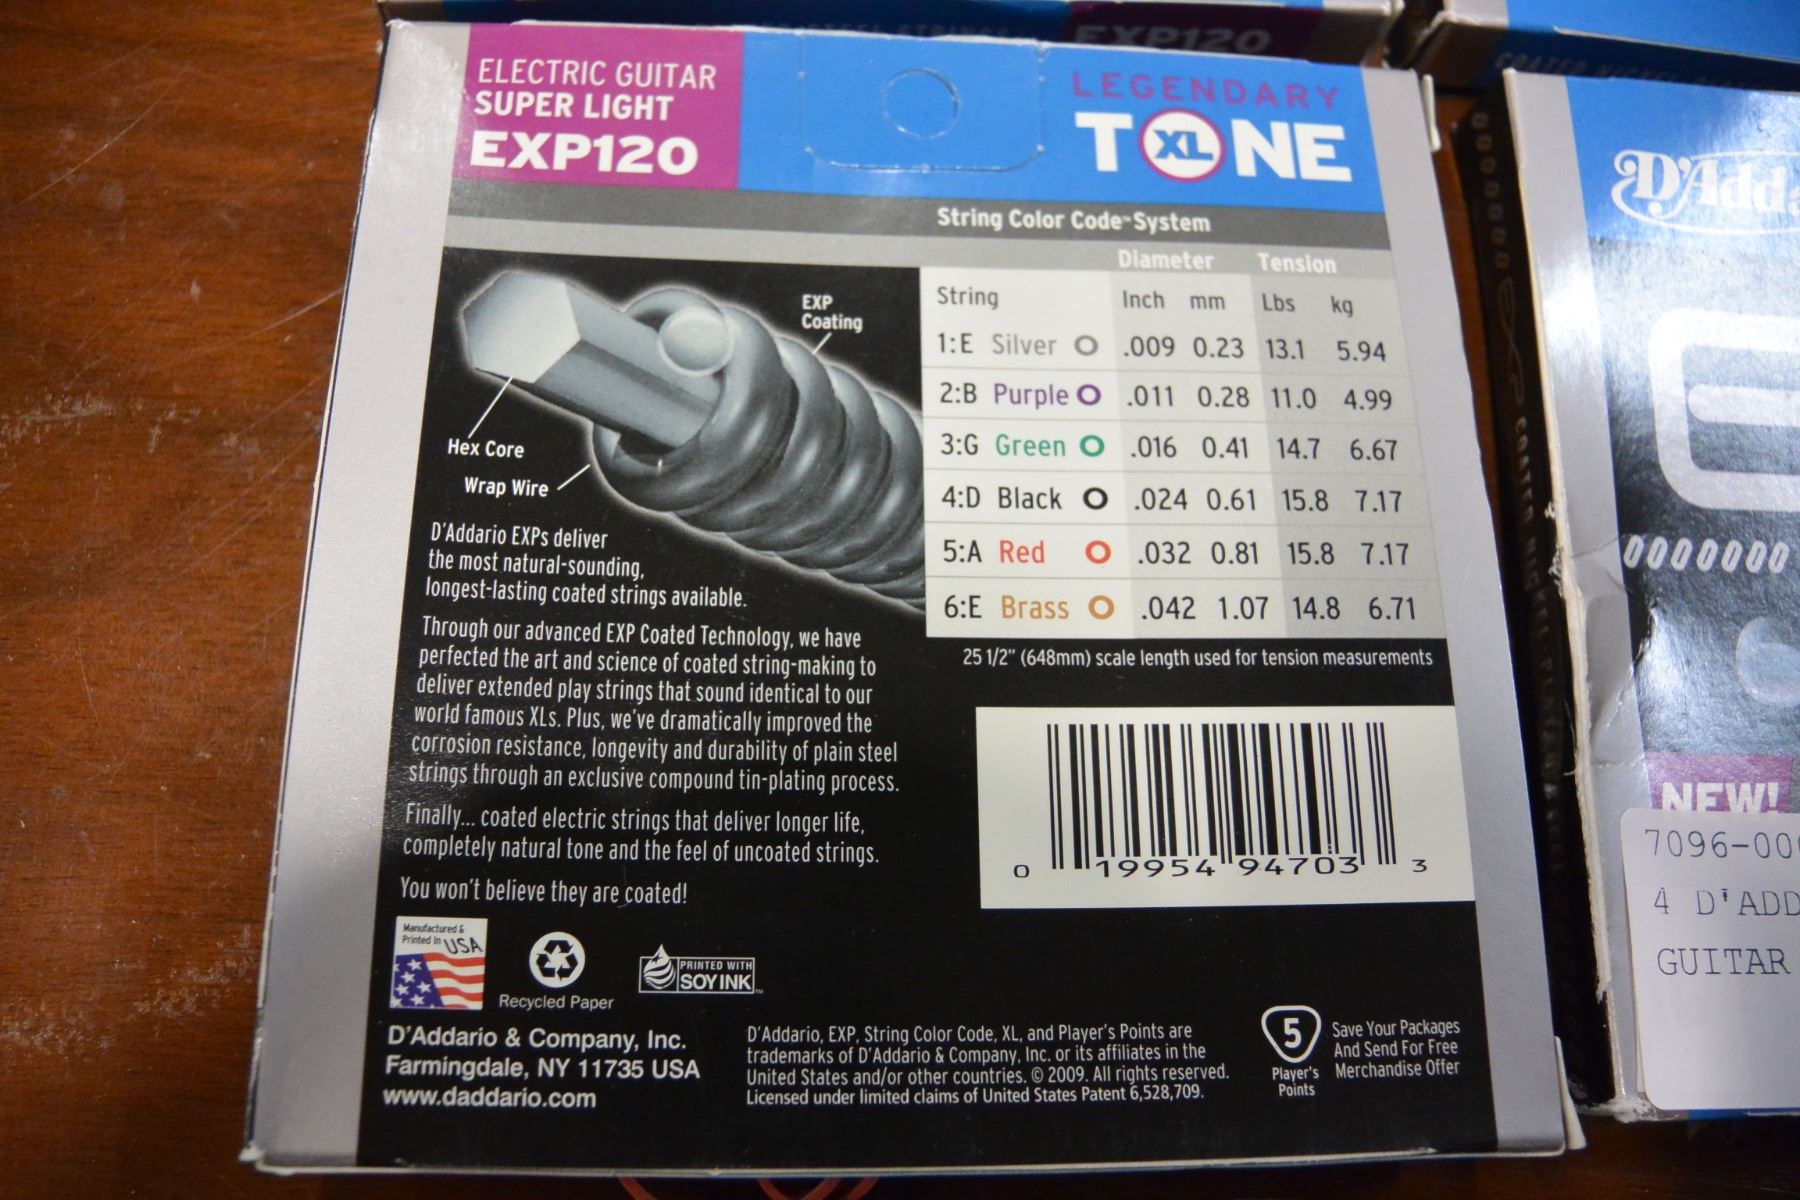 EXP120
ELECTRIC GUITAR
SUPER LIGHT
EXP120
LEGENDARY
T XL NE
String Color Code™ System
Diameter Tension
String Inch mm Lbs kg
1:E Silver .009 0.23 13.1 5.94
2:B Purple .011 0.28 11.0 4.99
3:G Green .016 0.41 14.7 6.67
4:D Black .024 0.61 15.8 7.17
5:A Red .032 0.81 15.8 7.17
6:E Brass .042 1.07 14.8 6.71
25 1/2" (648mm) scale length used for tension measurements
EXP
Coating
Hex Core
Wrap Wire
D'Addario EXPs deliver
the most natural-sounding,
longest-lasting coated strings available.
Through our advanced EXP Coated Technology, we have
perfected the art and science of coated string-making to
deliver extended play strings that sound identical to our
world famous XLs. Plus, we've dramatically improved the
corrosion resistance, longevity and durability of plain steel
strings through an exclusive compound tin-plating process.
Finally... coated electric strings that deliver longer life,
completely natural tone and the feel of uncoated strings.
You won't believe they are coated!
0 19954 94703 3
Manufactured &
Printed In USA
Recycled Paper
PRINTED WITH
SOY INK™
D'Addario & Company, Inc.
Farmingdale, NY 11735 USA
www.daddario.com
D'Addario, EXP, String Color Code, XL, and Player's Points are
trademarks of D'Addario & Company, Inc. or its affiliates in the
United States and/or other countries. © 2009. All rights reserved.
Licensed under limited claims of United States Patent 6,528,709.
5
Player's
Points
Save Your Packages
And Send For Free
Merchandise Offer
D'Adda
E
NEW!
7096-00
4 D'ADD
GUITAR